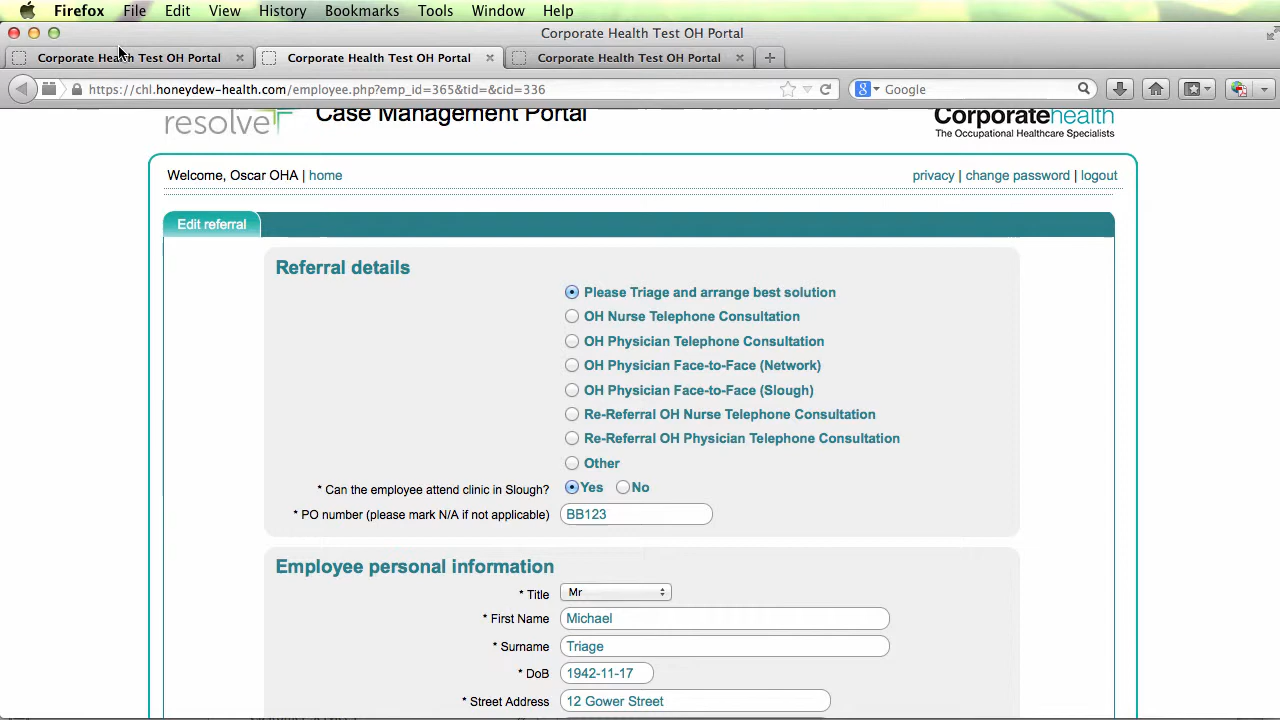 Firefox File Edit View History Bookmarks Tools Window Help
Corporate Health Test OH Portal
Corporate Health Test OH Portal Corporate Health Test OH Portal Corporate Health Test OH Portal
https://chl.honeydew-health.com/employee.php?emp_id=365&tid=&cid=336 Google
resolve Case Management Portal Corporatehealth
The Occupational Healthcare Specialists
Welcome, Oscar OHA | home privacy | change password | logout
Edit referral
Referral details
Please Triage and arrange best solution
OH Nurse Telephone Consultation
OH Physician Telephone Consultation
OH Physician Face-to-Face (Network)
OH Physician Face-to-Face (Slough)
Re-Referral OH Nurse Telephone Consultation
Re-Referral OH Physician Telephone Consultation
Other
* Can the employee attend clinic in Slough? Yes No
* PO number (please mark N/A if not applicable) BB123
Employee personal information
* Title Mr
* First Name Michael
* Surname Triage
* DoB 1942-11-17
* Street Address 12 Gower Street